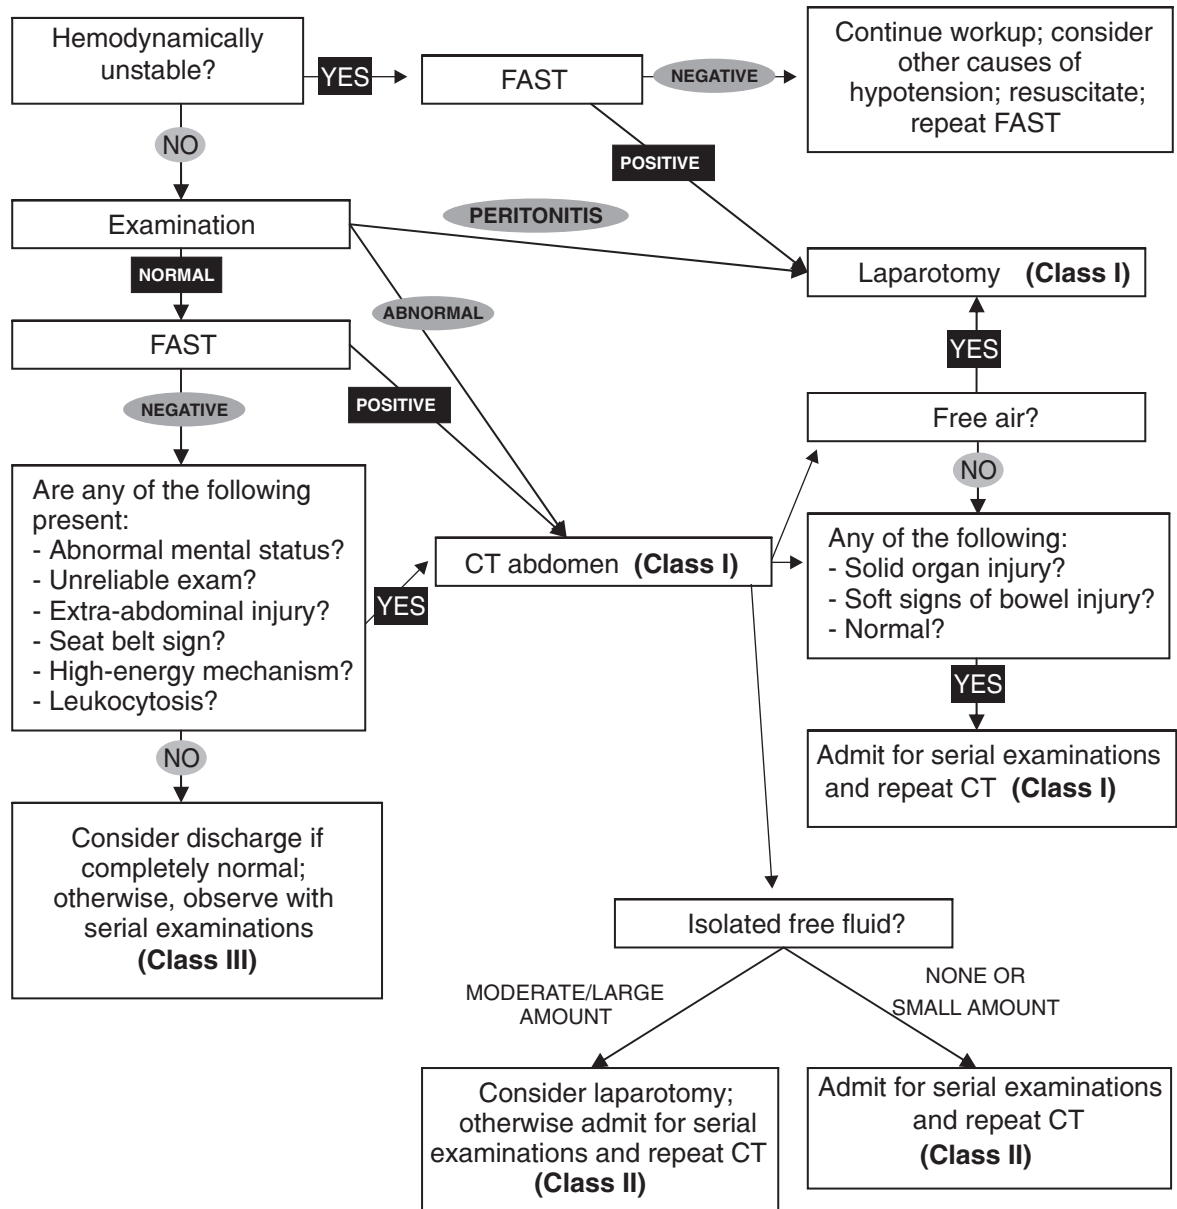 Hemodynamically
unstable?
YES
FAST
NEGATIVE
Continue workup; consider
other causes of
hypotension; resuscitate;
repeat FAST
NO
POSITIVE
Examination
PERITONITIS
Laparotomy (Class I)
NORMAL
ABNORMAL
FAST
YES
NEGATIVE
POSITIVE
Free air?
NO
Are any of the following
present:
- Abnormal mental status?
- Unreliable exam?
- Extra-abdominal injury?
- Seat belt sign?
- High-energy mechanism?
- Leukocytosis?
YES
CT abdomen (Class I)
Any of the following:
- Solid organ injury?
- Soft signs of bowel injury?
- Normal?
YES
NO
Admit for serial examinations
and repeat CT (Class I)
Consider discharge if
completely normal;
otherwise, observe with
serial examinations
(Class III)
Isolated free fluid?
MODERATE/LARGE
AMOUNT
NONE OR
SMALL AMOUNT
Consider laparotomy;
otherwise admit for serial
examinations and repeat CT
(Class II)
Admit for serial examinations
and repeat CT
(Class II)